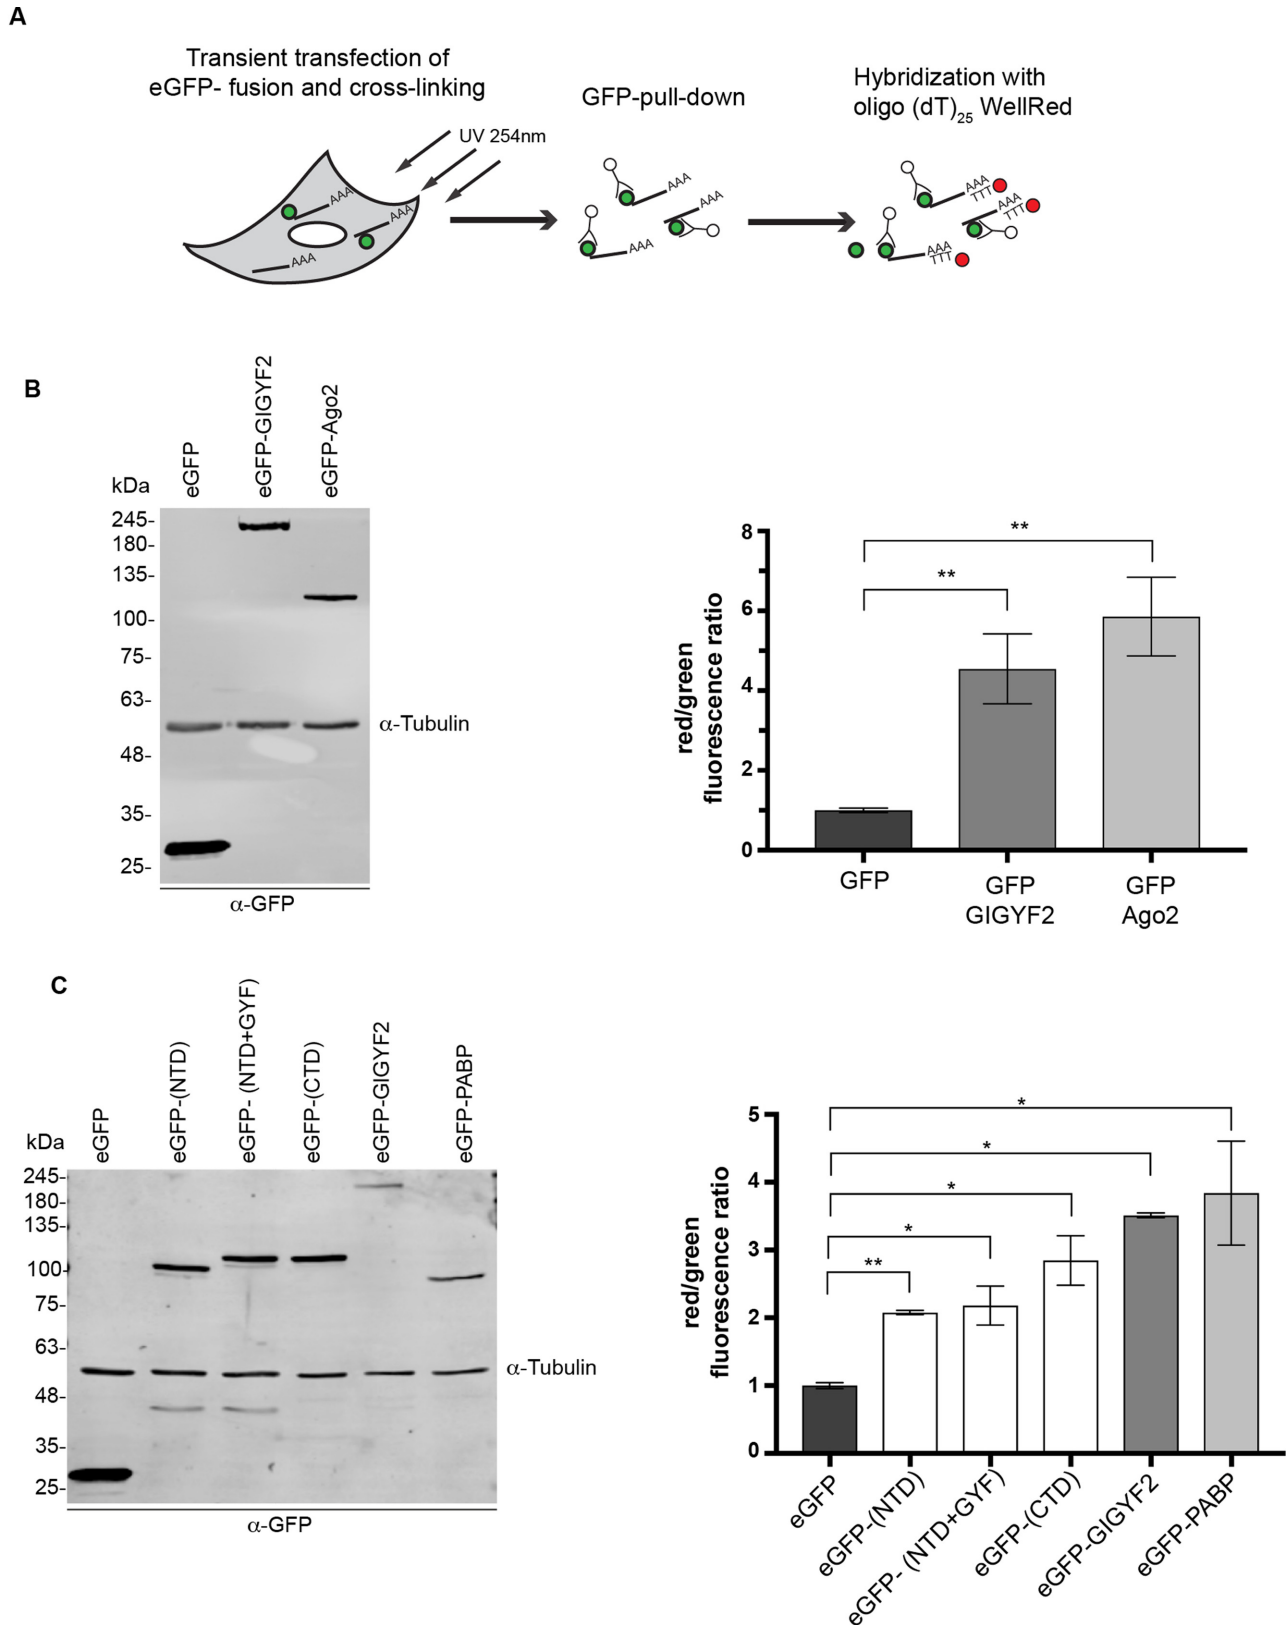 A
Transient transfection of
eGFP- fusion and cross-linking
UV 254nm
AAA
AAA
AAA
GFP-pull-down
AAA
AAA
AAA
Hybridization with
oligo (dT)25 WellRed
AAA
TTT
AAA
TTT
AAA
TTT
B
kDa
eGFP
eGFP-GIGYF2
eGFP-Ago2
245-
180-
135-
100-
75-
63-
48-
35-
25-
α-Tubulin
α-GFP
red/green
fluorescence ratio
8
6
4
2
0
**
**
GFP
GFP
GIGYF2
GFP
Ago2
C
kDa
eGFP
eGFP-(NTD)
eGFP- (NTD+GYF)
eGFP-(CTD)
eGFP-GIGYF2
eGFP-PABP
245-
180-
135-
100-
75-
63-
48-
35-
25-
α-Tubulin
α-GFP
red/green
fluorescence ratio
5
4
3
2
1
0
*
*
*
*
**
eGFP
eGFP-(NTD)
eGFP- (NTD+GYF)
eGFP-(CTD)
eGFP-GIGYF2
eGFP-PABP